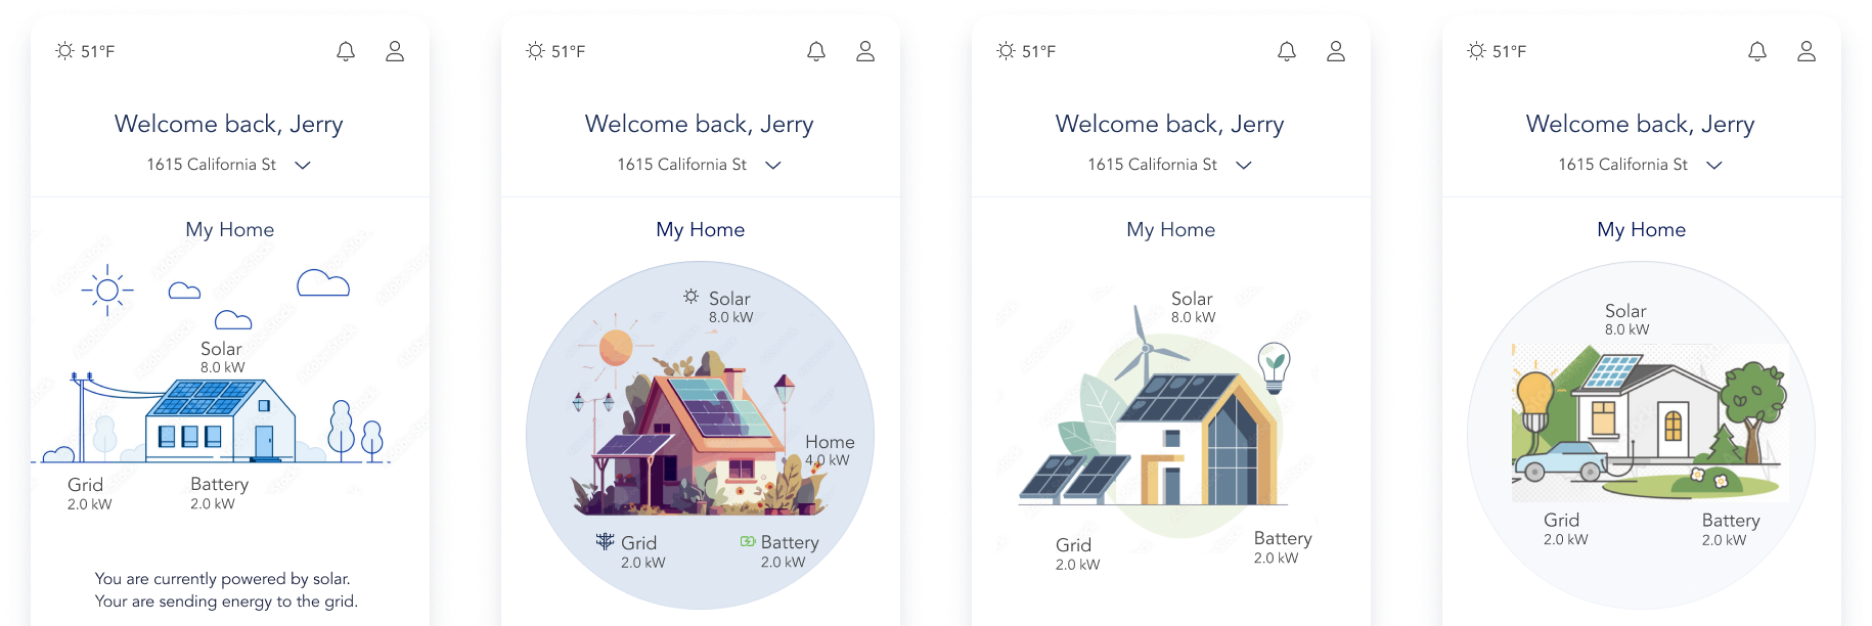 51°F
Welcome back, Jerry
1615 California St
My Home
Solar
8.0 kW
Grid
2.0 kW
Battery
2.0 kW
You are currently powered by solar.
Your are sending energy to the grid.
51°F
Welcome back, Jerry
1615 California St
My Home
Solar
8.0 kW
Home
4.0 kW
Grid
2.0 kW
Battery
2.0 kW
51°F
Welcome back, Jerry
1615 California St
My Home
Solar
8.0 kW
Grid
2.0 kW
Battery
2.0 kW
51°F
Welcome back, Jerry
1615 California St
My Home
Solar
8.0 kW
Grid
2.0 kW
Battery
2.0 kW